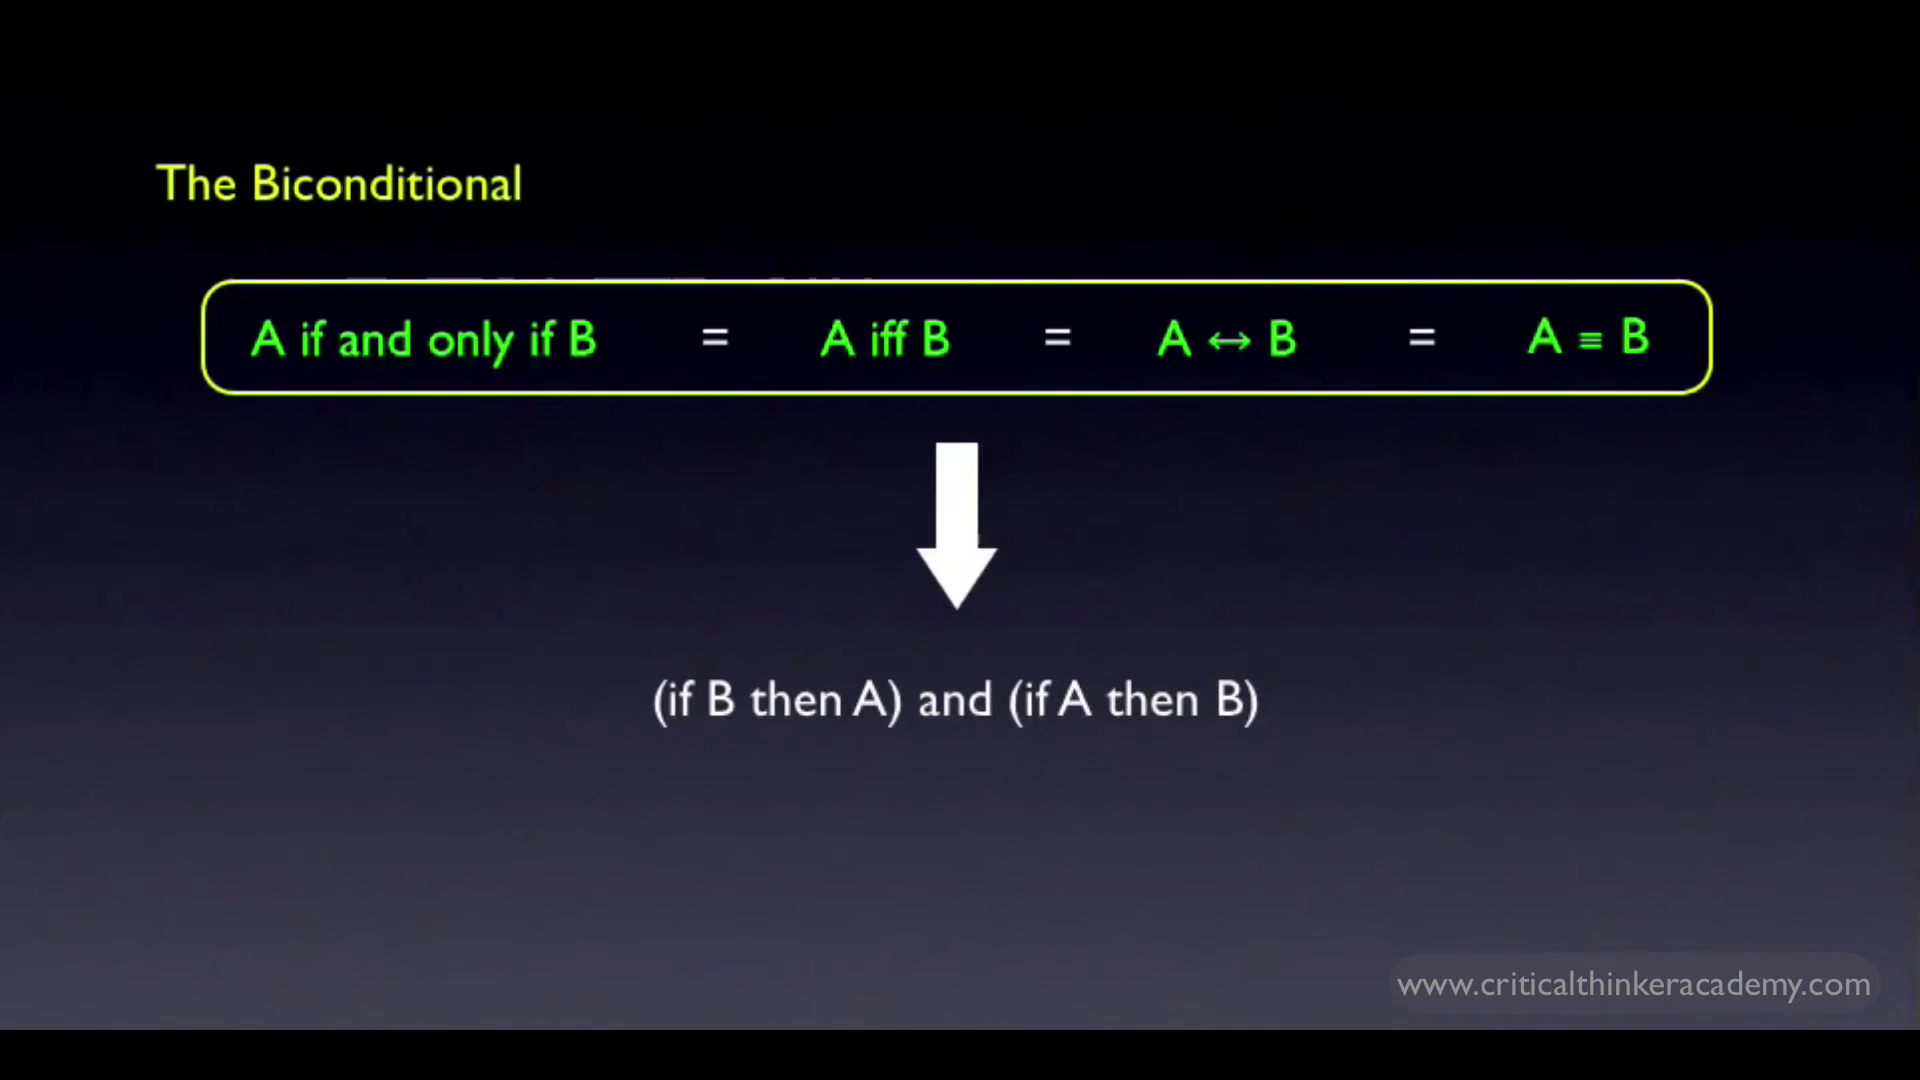 The Biconditional
A if and only if B = A iff B = A ↔ B = A ≡ B
(if B then A) and (if A then B)
www.criticalthinkeracademy.com